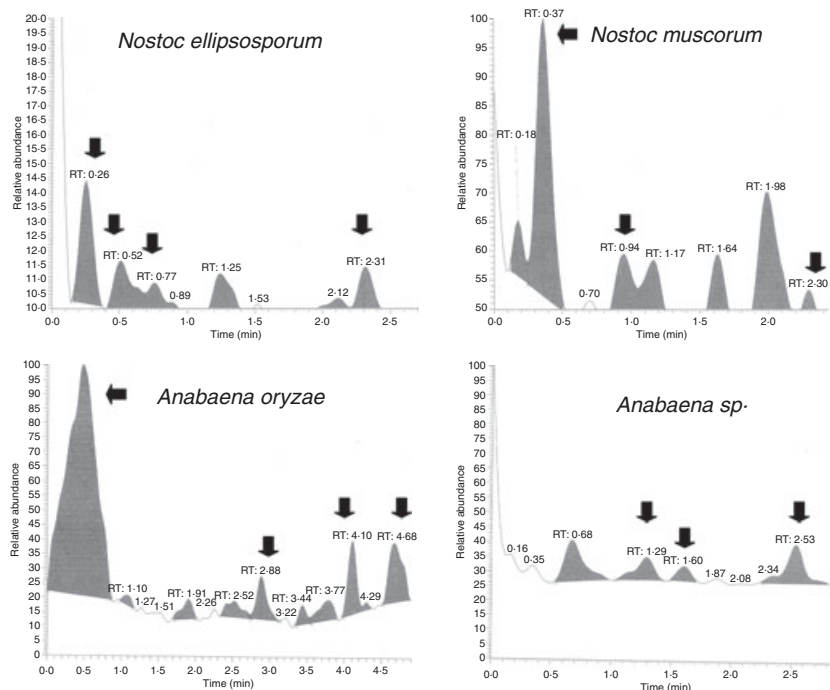 Nostoc ellipsosporum
Relative abundance
20·0
19·5
19·0
18·5
18·0
17·5
17·0
16·5
16·0
15·5
15·0
14·5
14·0
13·5
13·0
12·5
12·0
11·5
11·0
10·5
10·0
RT: 0·26
RT: 0·52
RT: 0·77
0·89
RT: 1·25
1·53
2·12
RT: 2·31
0·0 0·5 1·0 1·5 2·0 2·5
Time (min)
Nostoc muscorum
Relative abundance
100
95
90
85
80
75
70
65
60
55
50
RT: 0·18
RT: 0·37
0·70
RT: 0·94
RT: 1·17
RT: 1·64
RT: 1·98
RT: 2·30
0·0 0·5 1·0 1·5 2·0
Time (min)
Anabaena oryzae
Relative abundance
100
95
90
85
80
75
70
65
60
55
50
45
40
35
30
25
20
15
10
5
0
RT: 1·10
1·27
1·51
RT: 1·91
2·26
RT: 2·52
RT: 2·88
3·22
RT: 3·44
RT: 3·77
RT: 4·10
4·29
RT: 4·68
0·0 0·5 1·0 1·5 2·0 2·5 3·0 3·5 4·0 4·5
Time (min)
Anabaena sp·
Relative abundance
100
95
90
85
80
75
70
65
60
55
50
45
40
35
30
25
20
15
10
5
0
0·16
0·35
RT: 0·68
RT: 1·29
RT: 1·60
1·87
2·08
2·34
RT: 2·53
0·0 0·5 1·0 1·5 2·0 2·5
Time (min)